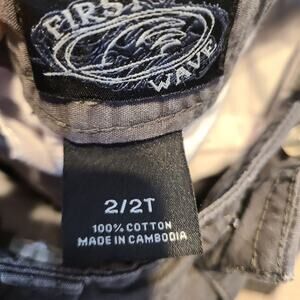 FIRST
WAVE
2/2T
100% COTTON
MADE IN CAMBODIA